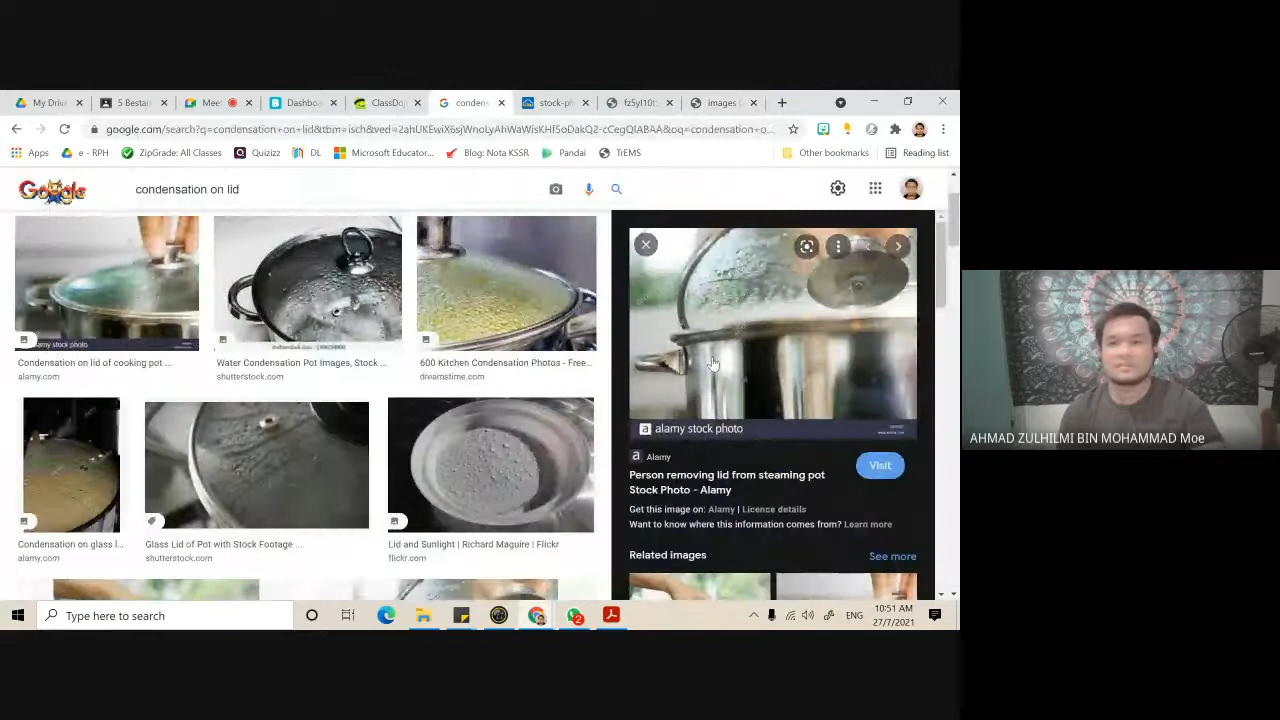 My Drive
5 Bestari
Meet
Dashboa
ClassDoj
condens
stock-ph
fz5yl10t
images (
google.com/search?q=condensation+on+lid&tbm=isch&ved=2ahUKEwiX6sjWnoLyAhWaWisKHf5oDakQ2-cCegQIABAA&oq=condensation+o...
Apps
e - RPH
ZipGrade: All Classes
Quizizz
DL
Microsoft Educator...
Blog: Nota KSSR
Pandai
TrEMS
Other bookmarks
Reading list
Google
condensation on lid
alamy stock photo
Condensation on lid of cooking pot ...
alamy.com
Water Condensation Pot Images, Stock ...
shutterstock.com
600 Kitchen Condensation Photos - Free...
dreamstime.com
Condensation on glass l...
alamy.com
Glass Lid of Pot with Stock Footage ...
shutterstock.com
Lid and Sunlight | Richard Maguire | Flickr
flickr.com
a alamy stock photo
a Alamy
Person removing lid from steaming pot
Stock Photo - Alamy
Visit
Get this image on: Alamy | Licence details
Want to know where this information comes from? Learn more
Related images
See more
Type here to search
2
ENG
10:51 AM
27/7/2021
AHMAD ZULHILMI BIN MOHAMMAD Moe